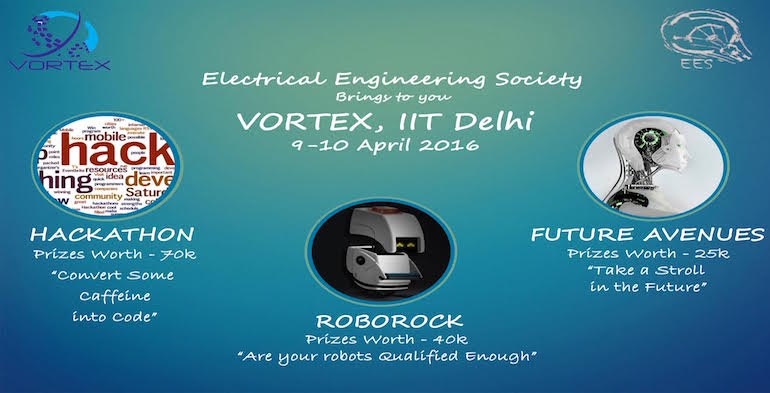 VORTEX
EES
Electrical Engineering Society
Brings to you
VORTEX, IIT Delhi
9-10 April 2016
mobile
hack
hing
deve
resources
community
Satur
HACKATHON
Prizes Worth - 70k
"Convert Some
Caffeine
into Code"
ROBOROCK
Prizes Worth - 40k
"Are your robots Qualified Enough"
FUTURE AVENUES
Prizes Worth - 25k
"Take a Stroll
in the Future"